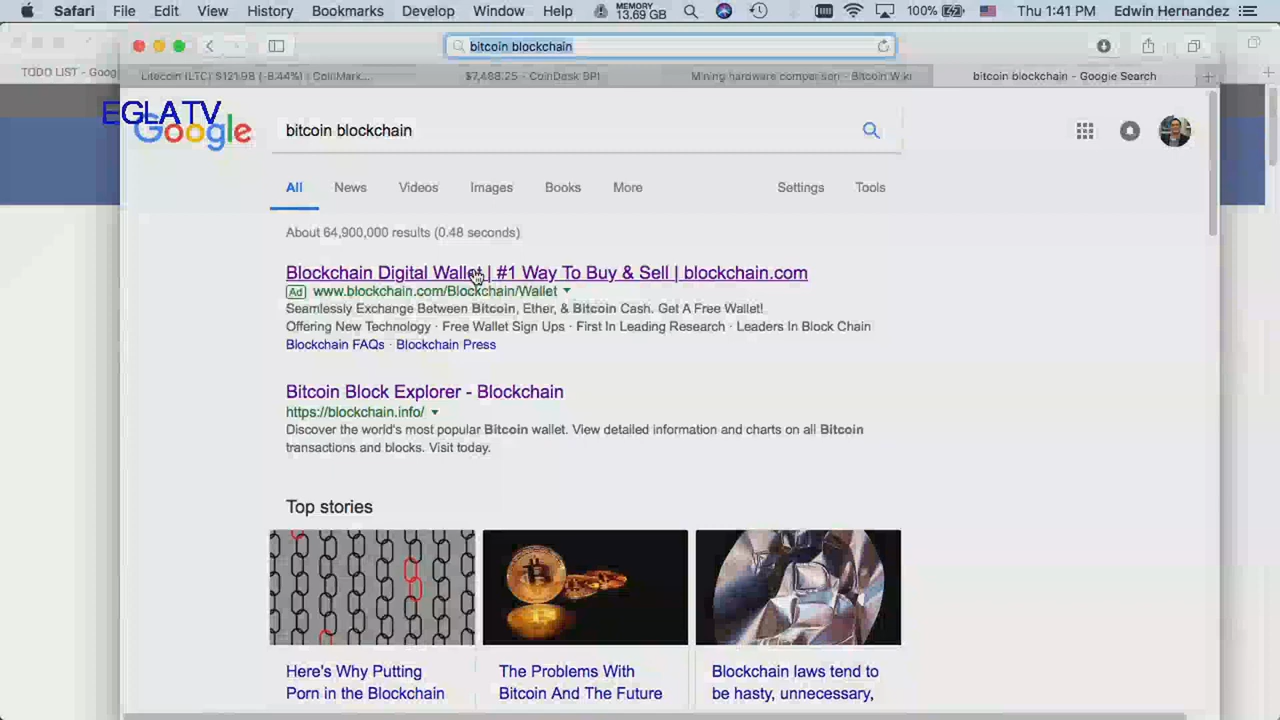 Safari File Edit View History Bookmarks Develop Window Help MEMORY 13.69 GB 100% Thu 1:41 PM Edwin Hernandez
bitcoin blockchain
TODO LIST - Goog
Litecoin (LTC) $121.98 (-8.44%) | CoinMark... $7,488.25 - CoinDesk BPI Mining hardware comparison - Bitcoin Wiki bitcoin blockchain - Google Search
EGLATV
Google bitcoin blockchain
All News Videos Images Books More Settings Tools
About 64,900,000 results (0.48 seconds)
Blockchain Digital Wallet | #1 Way To Buy & Sell | blockchain.com
Ad www.blockchain.com/Blockchain/Wallet
Seamlessly Exchange Between Bitcoin, Ether, & Bitcoin Cash. Get A Free Wallet!
Offering New Technology · Free Wallet Sign Ups · First In Leading Research · Leaders In Block Chain
Blockchain FAQs · Blockchain Press
Bitcoin Block Explorer - Blockchain
https://blockchain.info/
Discover the world's most popular Bitcoin wallet. View detailed information and charts on all Bitcoin
transactions and blocks. Visit today.
Top stories
Here's Why Putting
Porn in the Blockchain
The Problems With
Bitcoin And The Future
Blockchain laws tend to
be hasty, unnecessary,